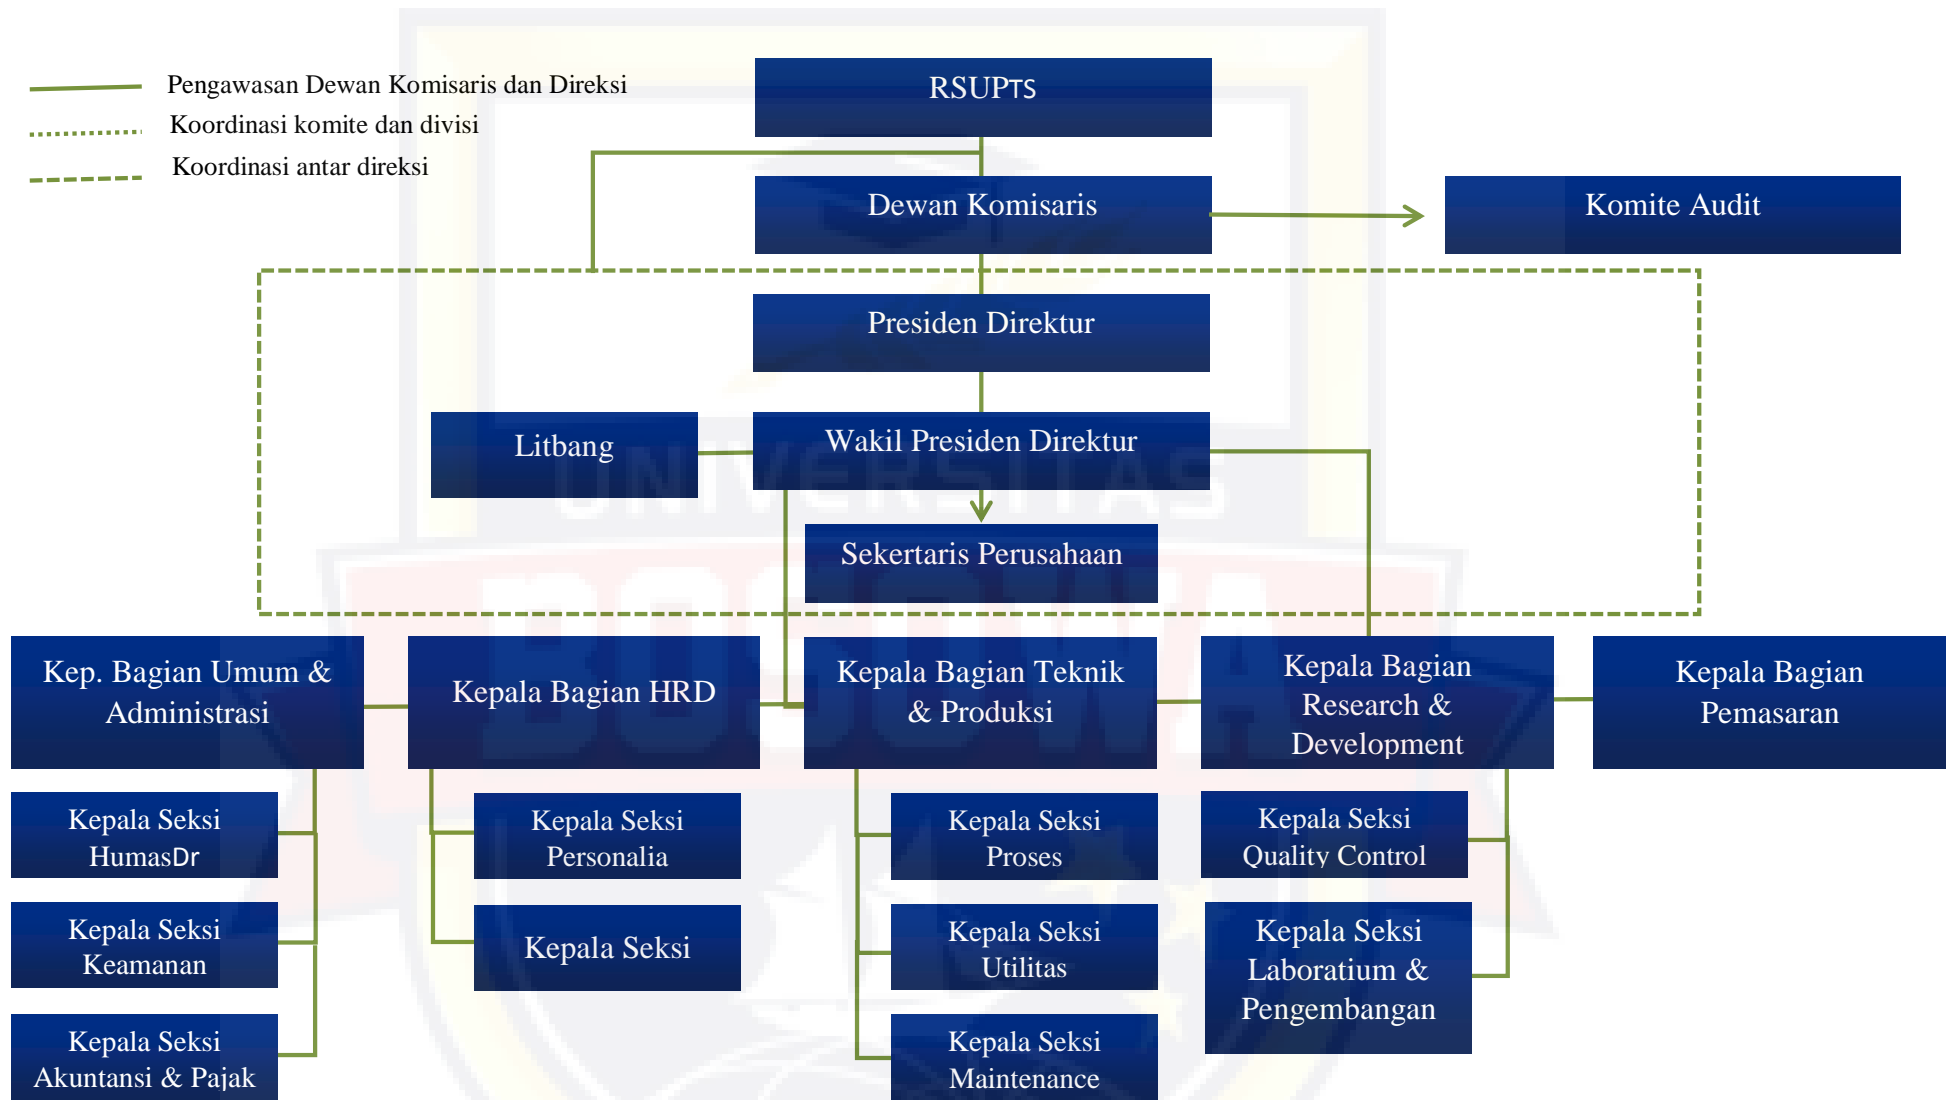 Pengawasan Dewan Komisaris dan Direksi
Koordinasi komite dan divisi
Koordinasi antar direksi
RSUPTS
Dewan Komisaris
Komite Audit
Presiden Direktur
Litbang
Wakil Presiden Direktur
Sekertaris Perusahaan
Kep. Bagian Umum &
Administrasi
Kepala Bagian HRD
Kepala Bagian Teknik
& Produksi
Kepala Bagian
Research &
Development
Kepala Bagian
Pemasaran
Kepala Seksi
HumasDr
Kepala Seksi
Keamanan
Kepala Seksi
Akuntansi & Pajak
Kepala Seksi
Personalia
Kepala Seksi
Kepala Seksi
Proses
Kepala Seksi
Utilitas
Kepala Seksi
Maintenance
Kepala Seksi
Quality Control
Kepala Seksi
Laboratium &
Pengembangan
UNIVERSITAS
BOSOWA